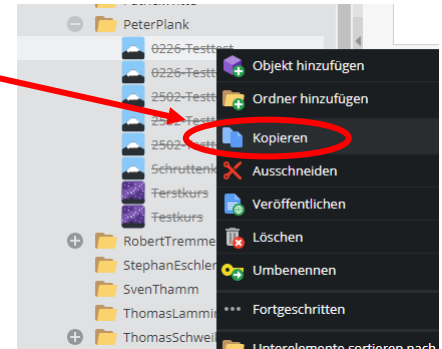 PeterPlank
0226-Testtest
0226-Testt
2502-Testt
2502-Testt
2502-Testt
Schruttenk
Terstkurs
Testkurs
RobertTremme
StephanEschler
SvenThamm
ThomasLammi
ThomasSchwei
Objekt hinzufügen
Ordner hinzufügen
Kopieren
Ausschneiden
Veröffentlichen
Löschen
Umbenennen
Fortgeschritten
Unterelemente sortieren nach